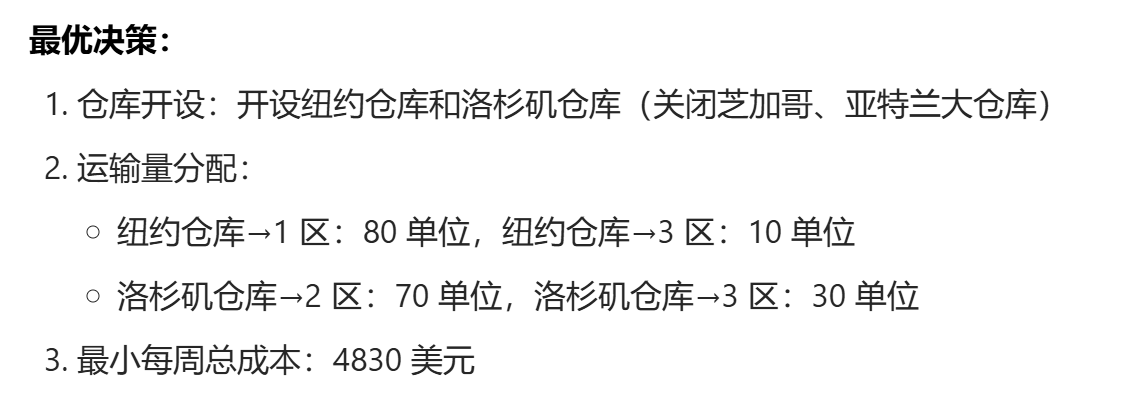 最优决策：
1. 仓库开设：开设纽约仓库和洛杉矶仓库（关闭芝加哥、亚特兰大仓库）
2. 运输量分配：
○ 纽约仓库→1 区：80 单位，纽约仓库→3 区：10 单位
○ 洛杉矶仓库→2 区：70 单位，洛杉矶仓库→3 区：30 单位
3. 最小每周总成本：4830 美元